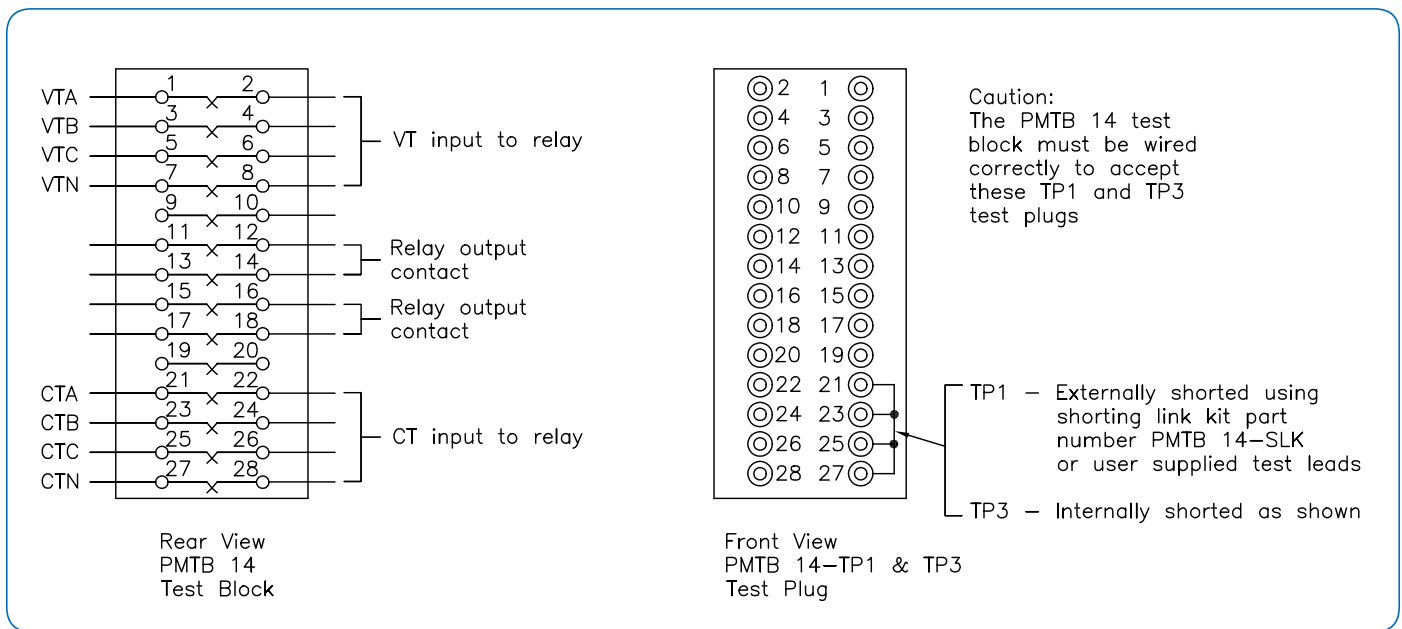 1 2
VTA
3 4
VTB
5 6
VTC
VT input to relay
7 8
VTN
9 10
11 12
13 14
Relay output
contact
15 16
17 18
Relay output
contact
19 20
21 22
CTA
23 24
CTB
25 26
CTC
CT input to relay
27 28
CTN
Rear View
PMTB 14
Test Block
2 1
4 3
6 5
8 7
10 9
12 11
14 13
16 15
18 17
20 19
22 21
24 23
26 25
28 27
Front View
PMTB 14–TP1 & TP3
Test Plug
Caution:
The PMTB 14 test
block must be wired
correctly to accept
these TP1 and TP3
test plugs
TP1 – Externally shorted using
shorting link kit part
number PMTB 14–SLK
or user supplied test leads
TP3 – Internally shorted as shown